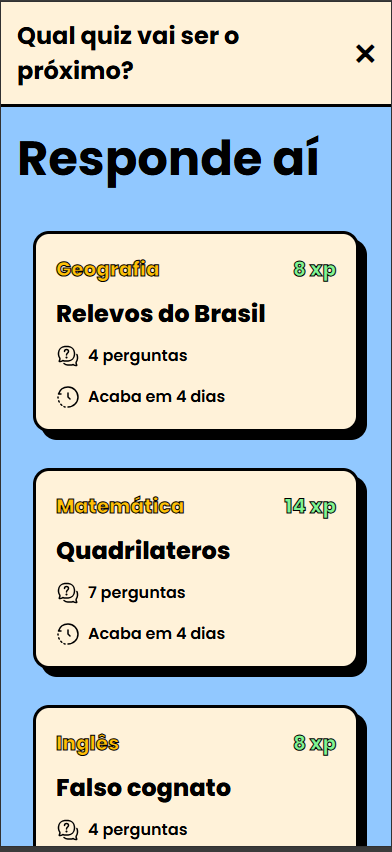 Qual quiz vai ser o
próximo?
Responde aí
Geografia 8 xp
Relevos do Brasil
4 perguntas
Acaba em 4 dias
Matemática 14 xp
Quadrilateros
7 perguntas
Acaba em 4 dias
Inglês 8 xp
Falso cognato
4 perguntas